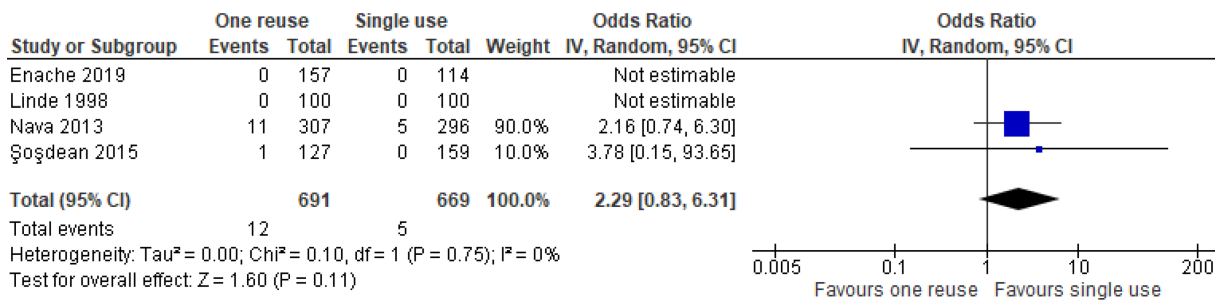 One reuse Single use Odds Ratio Odds Ratio
Study or Subgroup Events Total Events Total Weight IV, Random, 95% CI IV, Random, 95% CI
Enache 2019 0 157 0 114 Not estimable
Linde 1998 0 100 0 100 Not estimable
Nava 2013 11 307 5 296 90.0% 2.16 [0.74, 6.30]
Şoşdean 2015 1 127 0 159 10.0% 3.78 [0.15, 93.65]
Total (95% CI) 691 669 100.0% 2.29 [0.83, 6.31]
Total events 12 5
Heterogeneity: Tau² = 0.00; Chi² = 0.10, df = 1 (P = 0.75); I² = 0%
Test for overall effect: Z = 1.60 (P = 0.11)
0.005 0.1 1 10 200
Favours one reuse Favours single use